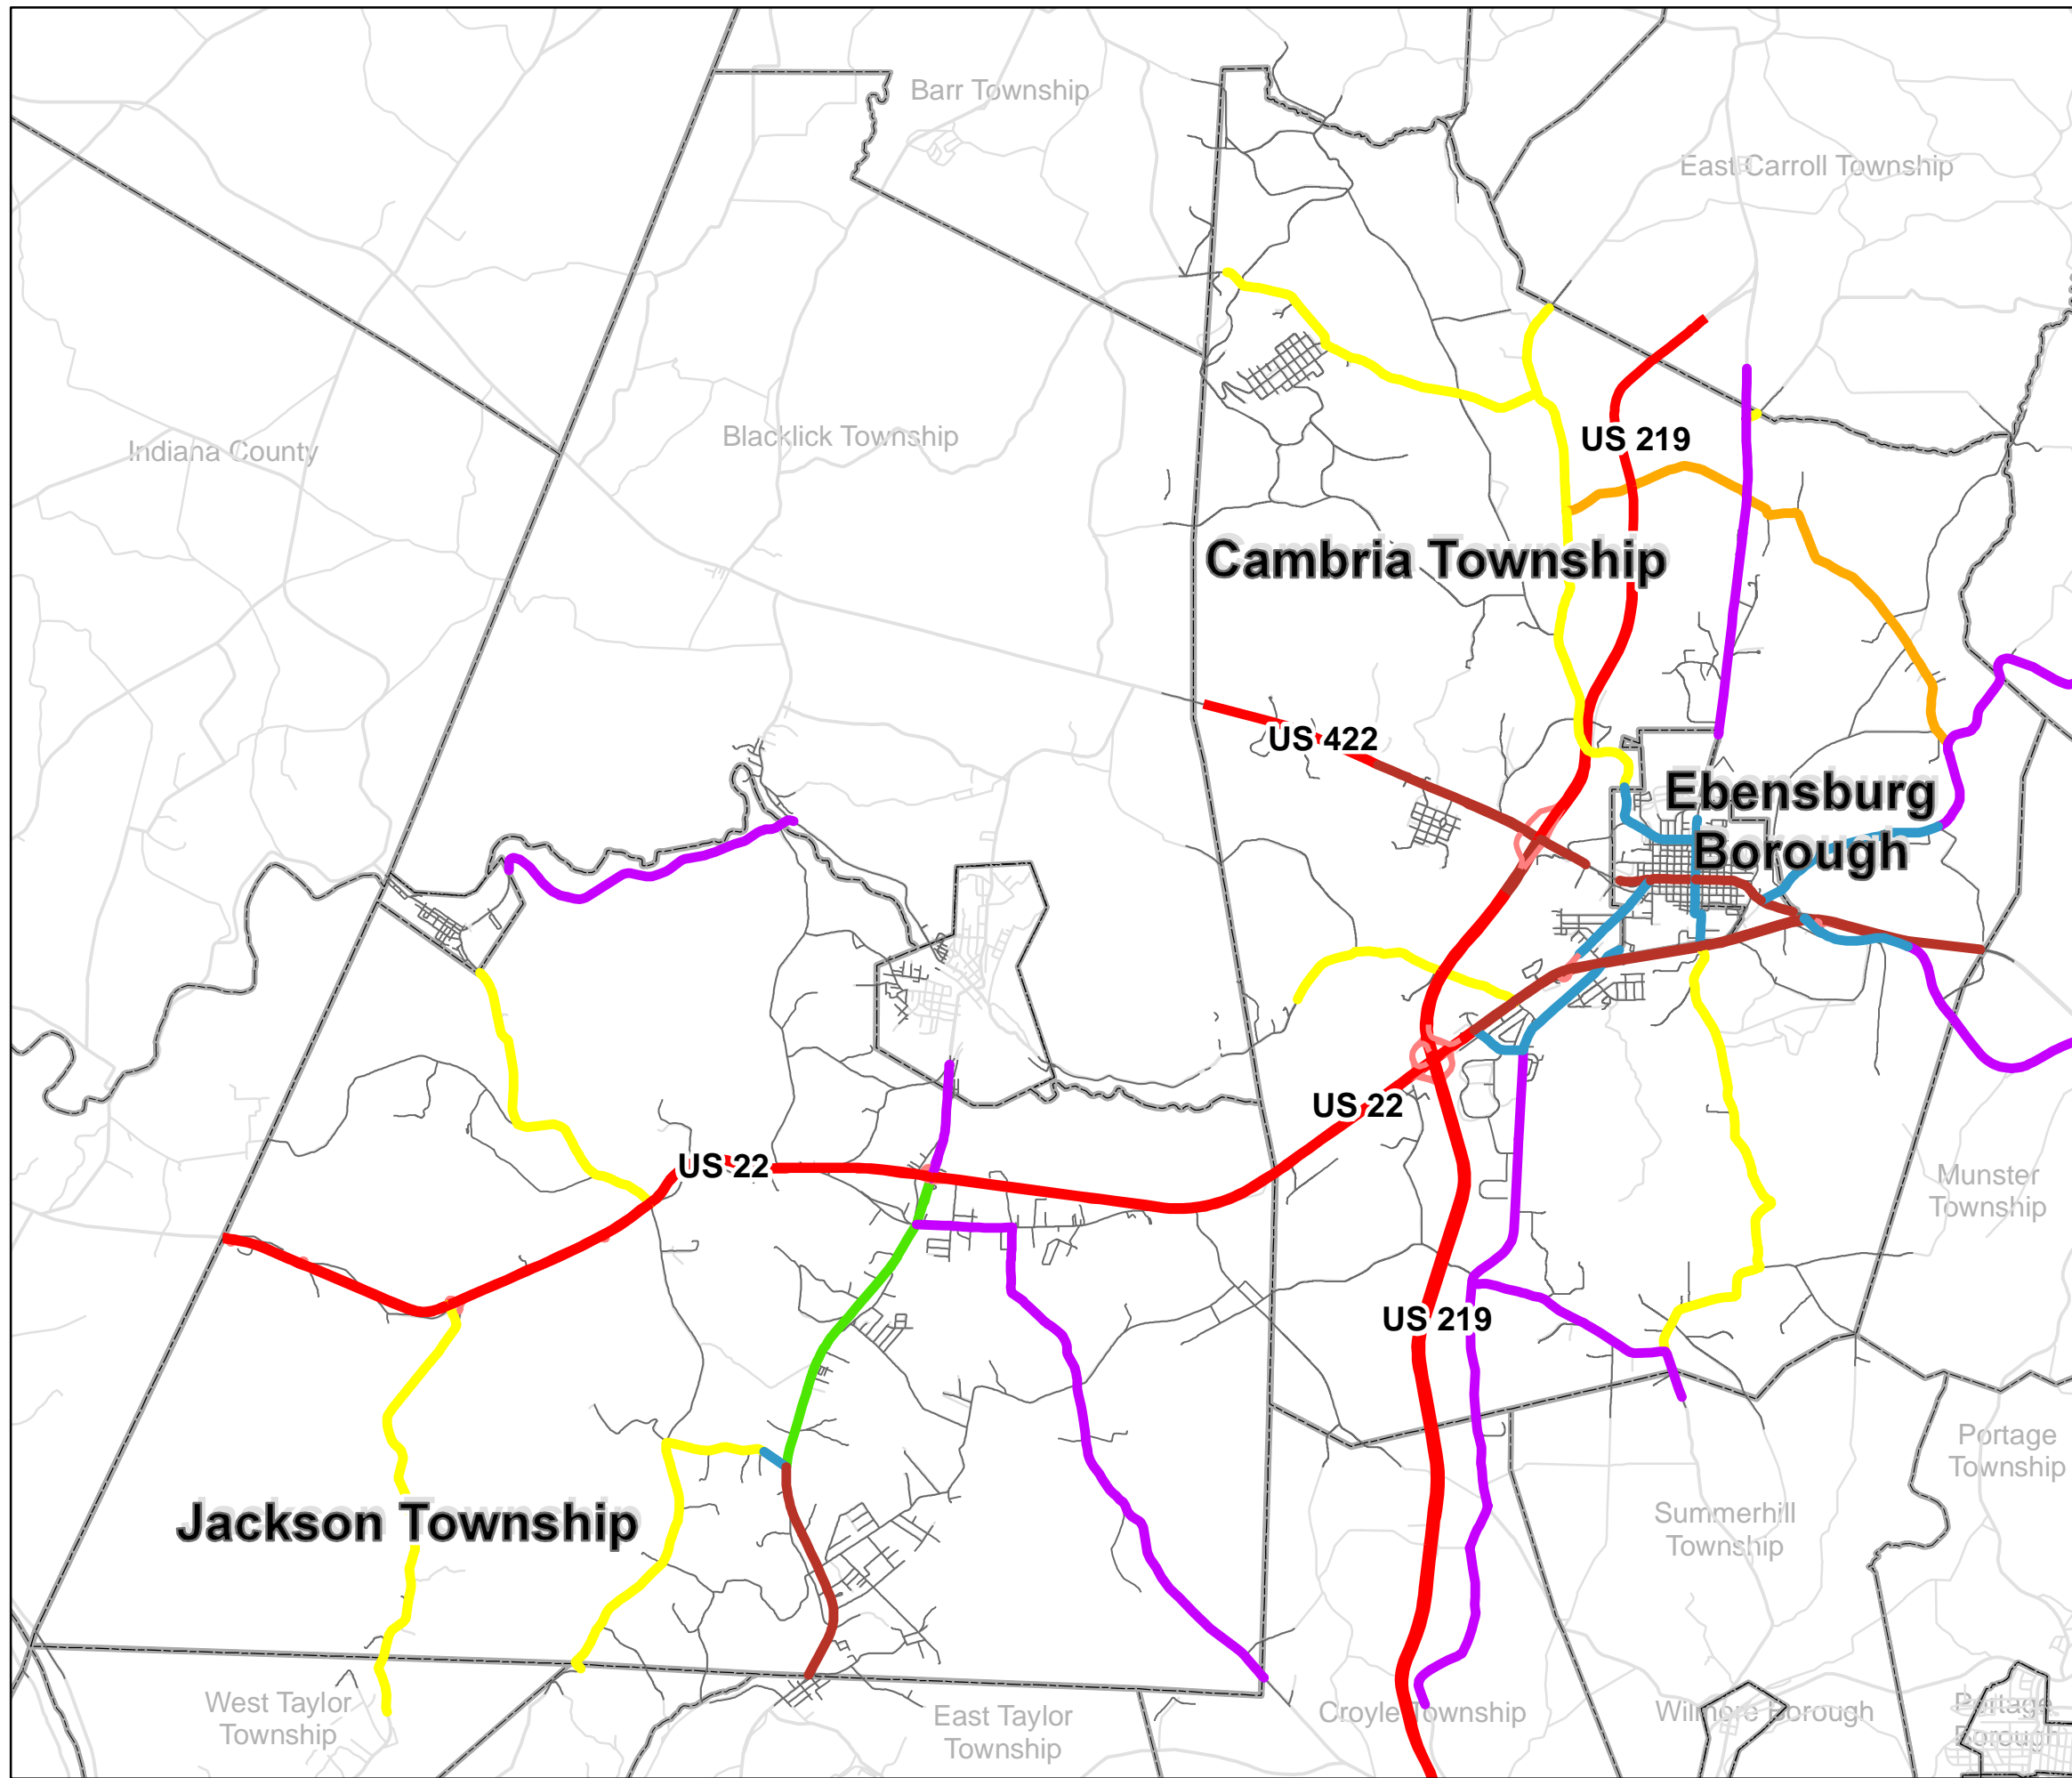 Barr Township
East Carroll Township
US 219
Blacklick Township
Indiana County
Cambria Township
US 422
Ebensburg
Borough
US 22
US 22
Munster
Township
US 219
Portage
Township
Jackson Township
Summerhill
Township
West Taylor
Township
East Taylor
Township
Croyle Township
Wilmore Borough
Portage
Borough